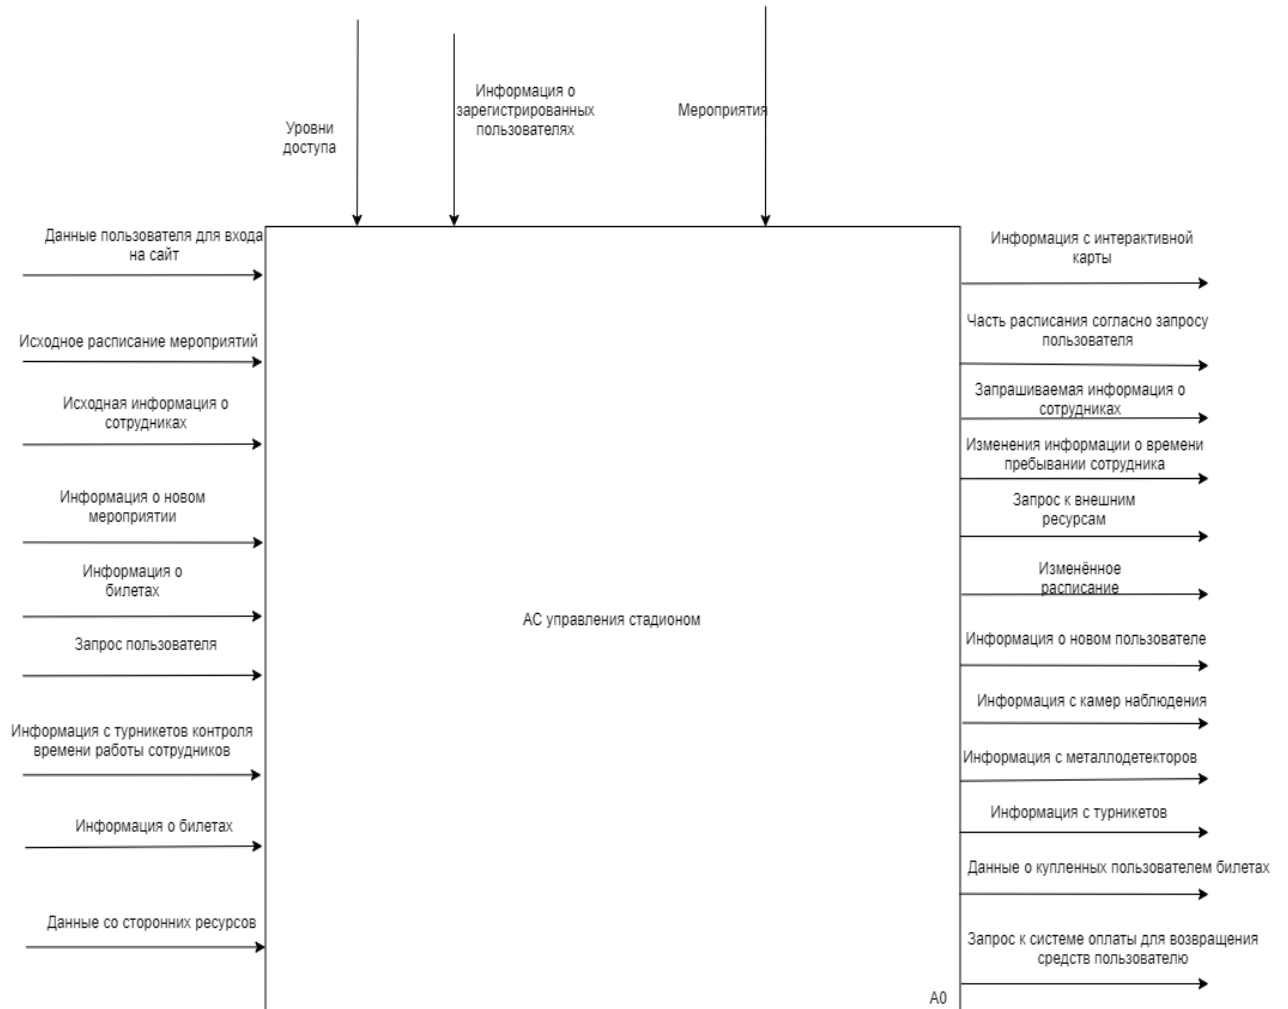 Информация о
зарегистрированных
пользователях
Мероприятия
Уровни
доступа
Данные пользователя для входа
на сайт
Исходное расписание мероприятий
Исходная информация о
сотрудниках
Информация о новом
мероприятии
Информация о
билетах
Запрос пользователя
Информация с турникетов контроля
времени работы сотрудников
Информация о билетах
Данные со сторонних ресурсов
АС управления стадионом
A0
Информация с интерактивной
карты
Часть расписания согласно запросу
пользователя
Запрашиваемая информация о
сотрудниках
Изменения информации о времени
пребывании сотрудника
Запрос к внешним
ресурсам
Изменённое
расписание
Информация о новом пользователе
Информация с камер наблюдения
Информация с металлодетекторов
Информация с турникетов
Данные о купленных пользователем билетах
Запрос к системе оплаты для возвращения
средств пользователю